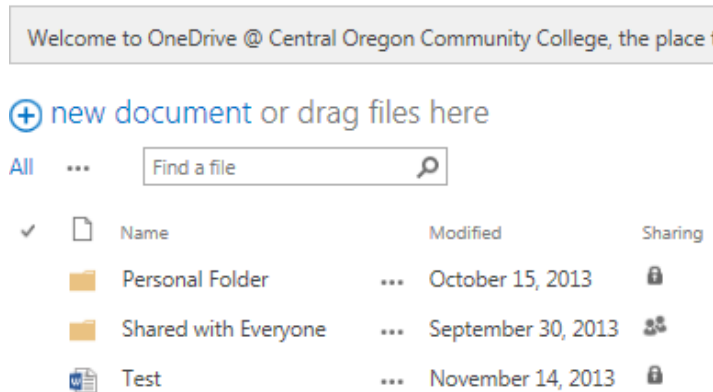 Welcome to OneDrive @ Central Oregon Community College, the place
new document or drag files here
All ••• Find a file
Name Modified Sharing
Personal Folder ••• October 15, 2013
Shared with Everyone ••• September 30, 2013
Test ••• November 14, 2013